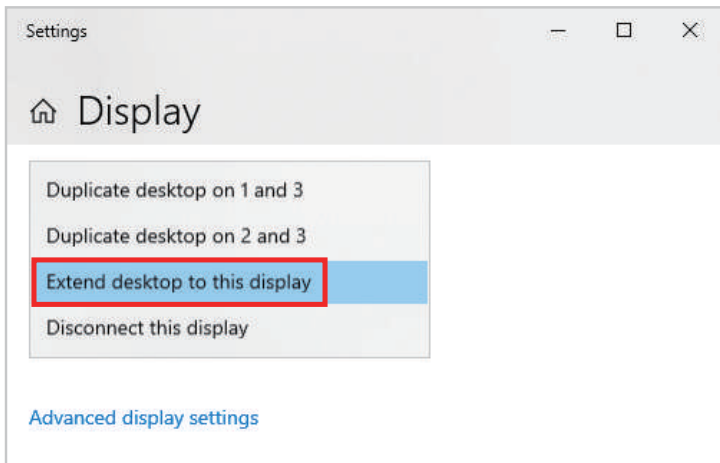 Settings
Display
Duplicate desktop on 1 and 3
Duplicate desktop on 2 and 3
Extend desktop to this display
Disconnect this display
Advanced display settings